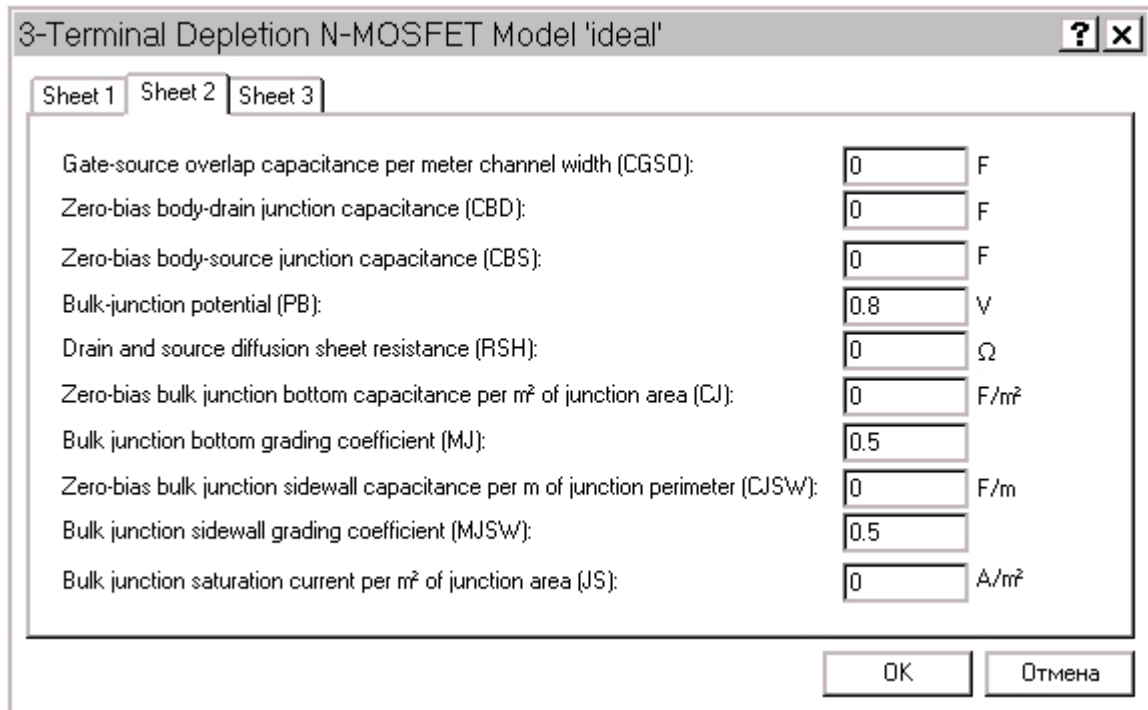 3-Terminal Depletion N-MOSFET Model 'ideal' ? ×
Sheet 1 Sheet 2 Sheet 3
Gate-source overlap capacitance per meter channel width (CGSO): 0 F
Zero-bias body-drain junction capacitance (CBD): 0 F
Zero-bias body-source junction capacitance (CBS): 0 F
Bulk-junction potential (PB): 0.8 V
Drain and source diffusion sheet resistance (RSH): 0 Ω
Zero-bias bulk junction bottom capacitance per m² of junction area (CJ): 0 F/m²
Bulk junction bottom grading coefficient (MJ): 0.5
Zero-bias bulk junction sidewall capacitance per m of junction perimeter (CJSW): 0 F/m
Bulk junction sidewall grading coefficient (MJSW): 0.5
Bulk junction saturation current per m² of junction area (JS): 0 A/m²
OK Отмена